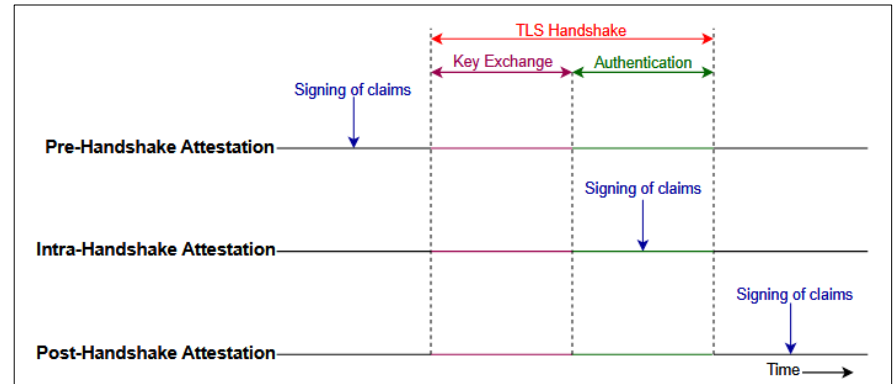 TLS Handshake
Key Exchange
Authentication
Signing of claims
Pre-Handshake Attestation
Signing of claims
Intra-Handshake Attestation
Signing of claims
Post-Handshake Attestation
Time